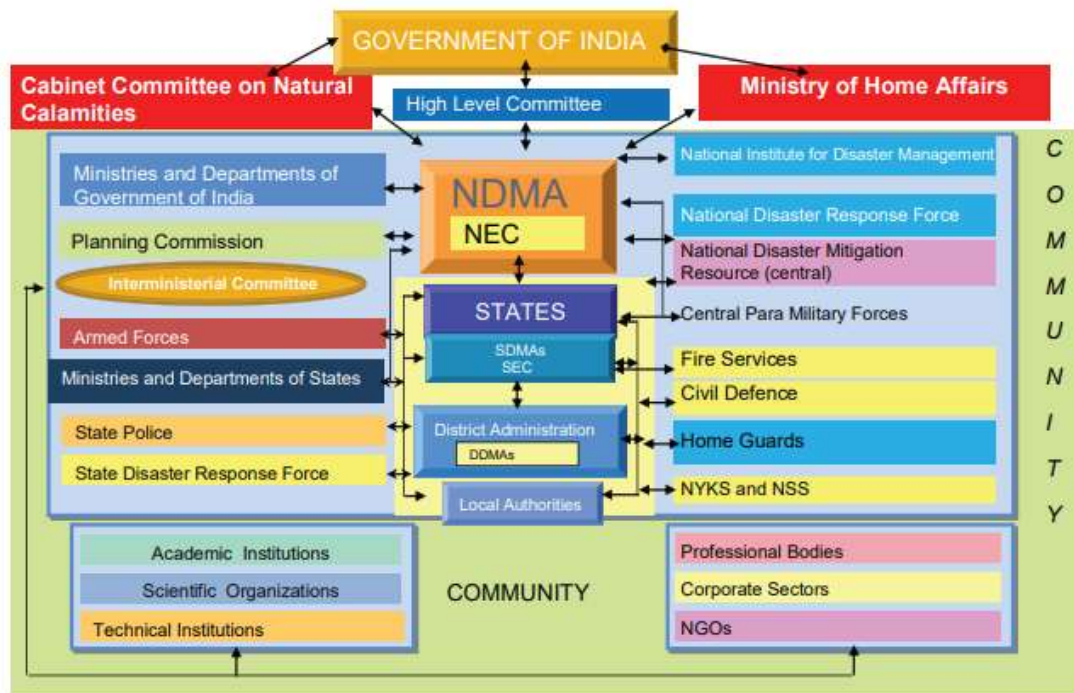 GOVERNMENT OF INDIA
Cabinet Committee on Natural
Calamities
High Level Committee
Ministry of Home Affairs
Ministries and Departments of
Government of India
Planning Commission
Interministerial Committee
Armed Forces
Ministries and Departments of States
State Police
State Disaster Response Force
NDMA
NEC
STATES
SDMAs
SEC
District Administration
DDMAs
Local Authorities
National Institute for Disaster Management
National Disaster Response Force
National Disaster Mitigation
Resource (central)
Central Para Military Forces
Fire Services
Civil Defence
Home Guards
NYKS and NSS
C
O
M
M
U
N
I
T
Y
Academic Institutions
Scientific Organizations
Technical Institutions
COMMUNITY
Professional Bodies
Corporate Sectors
NGOs